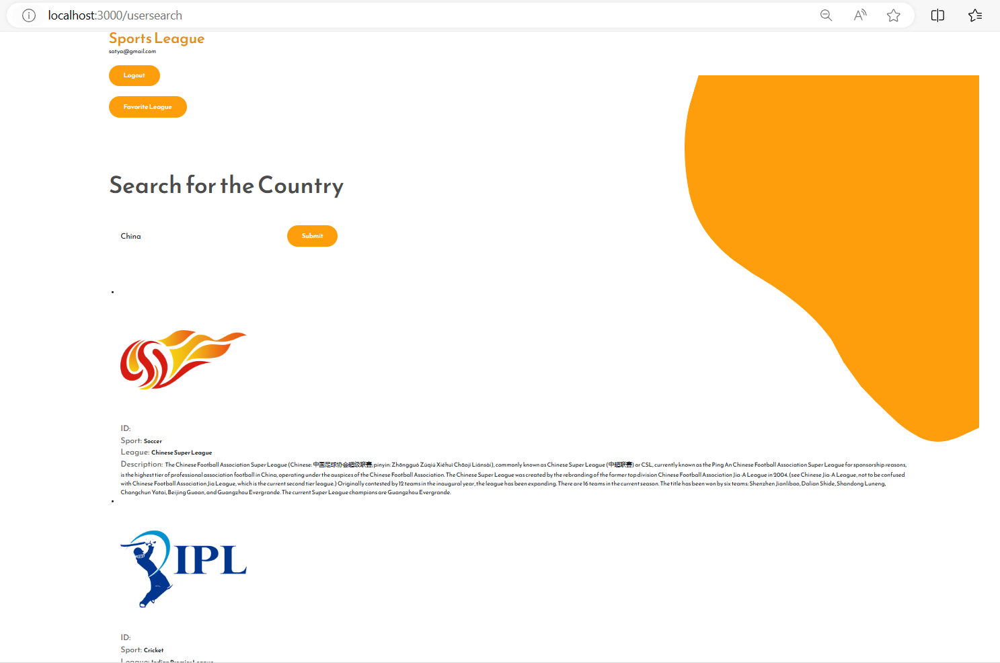 localhost:3000/usersearch
Sports League
satya@gmail.com
Logout
Favorite League
Search for the Country
China
Submit
ID:
Sport: Soccer
League: Chinese Super League
Description: The Chinese Football Association Super League (Chinese: 中国足球协会超级联赛; pinyin: Zhōngguó Zúqiú Xiéhuì Chāojí Liánsài), commonly known as Chinese Super League (中超联赛) or CSL, currently known as the Ping An Chinese Football Association Super League for sponsorship reasons,
is the highest tier of professional association football in China, operating under the auspices of the Chinese Football Association. The Chinese Super League was created by the rebranding of the former top division Chinese Football Association Jia-A League in 2004. (see Chinese Jia-A League, not to be confused
with Chinese Football Association Jia League, which is the current second tier league.) Originally contested by 12 teams in the inaugural year, the league has been expanding. There are 16 teams in the current season. The title has been won by six teams: Shenzhen Jianlibao, Dalian Shide, Shandong Luneng,
Changchun Yatai, Beijing Guoan, and Guangzhou Evergrande. The current Super League champions are Guangzhou Evergrande.
IPL
ID:
Sport: Cricket
League: Indian Premier League